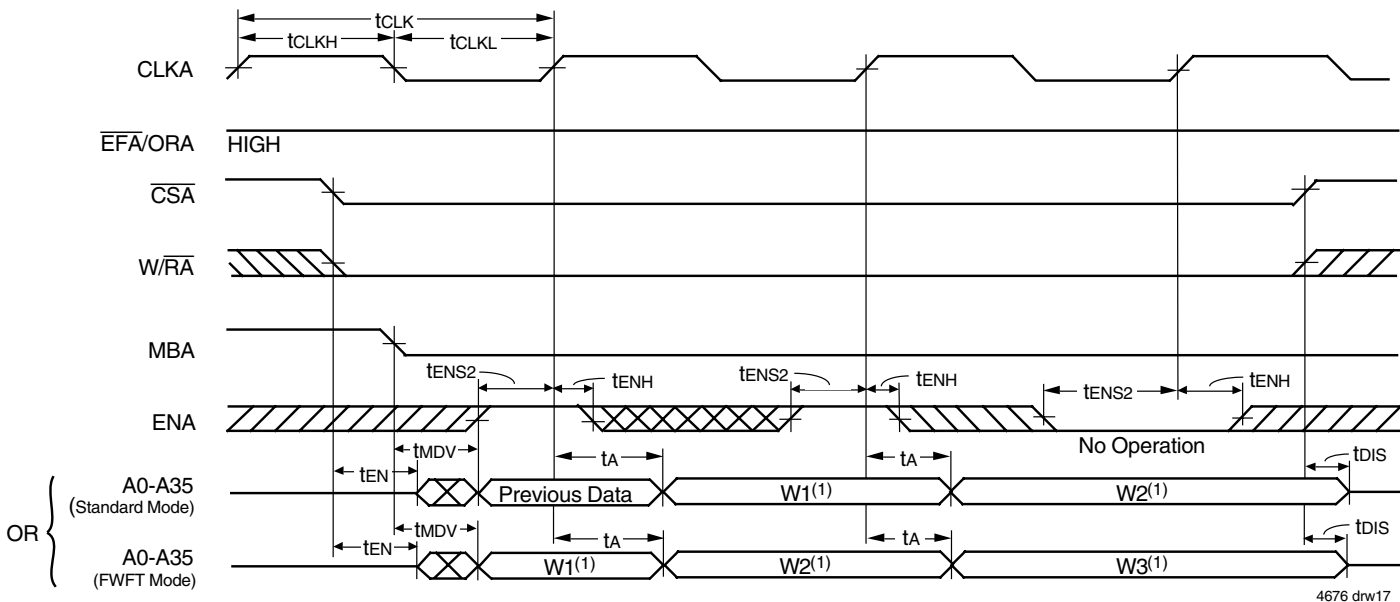 tCLK
tCLKH
tCLKL
CLKA
EFA/ORA
HIGH
CSA
W/RA
MBA
tENS2
tENH
tENS2
tENH
tENS2
tENH
ENA
No Operation
tMDV
tEN
tA
tA
tDIS
A0-A35
(Standard Mode)
Previous Data
W1(1)
W2(1)
OR
tMDV
tEN
tA
tA
tDIS
A0-A35
(FWFT Mode)
W1(1)
W2(1)
W3(1)
4676 drw17